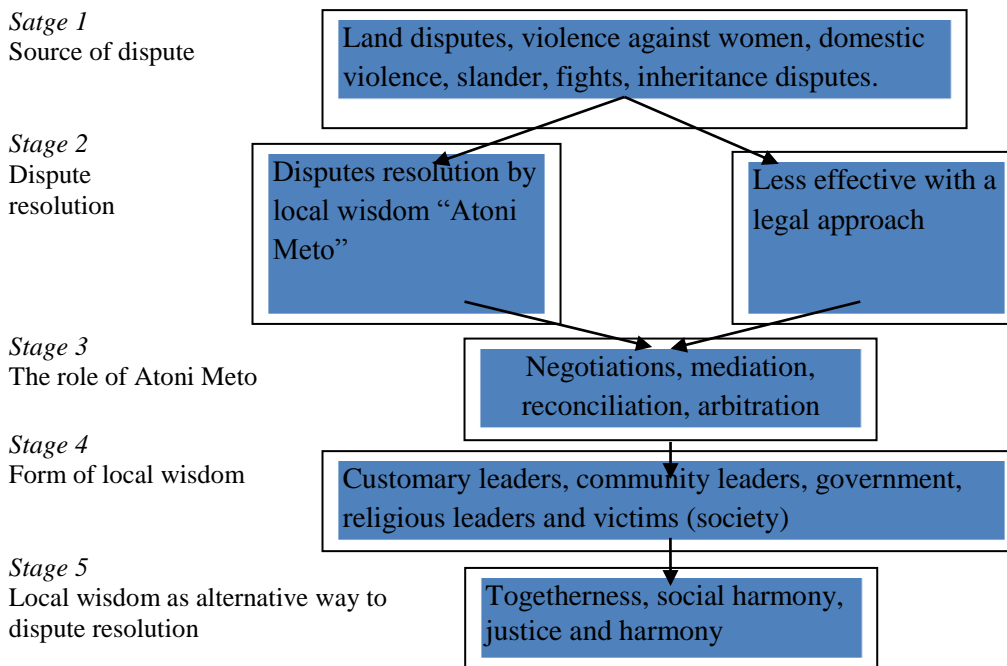 Satge 1
Source of dispute
Land disputes, violence against women, domestic
violence, slander, fights, inheritance disputes.
Stage 2
Dispute
resolution
Disputes resolution by
local wisdom “Atoni
Meto”
Less effective with a
legal approach
Stage 3
The role of Atoni Meto
Negotiations, mediation,
reconciliation, arbitration
Stage 4
Form of local wisdom
Customary leaders, community leaders, government,
religious leaders and victims (society)
Stage 5
Local wisdom as alternative way to
dispute resolution
Togetherness, social harmony,
justice and harmony